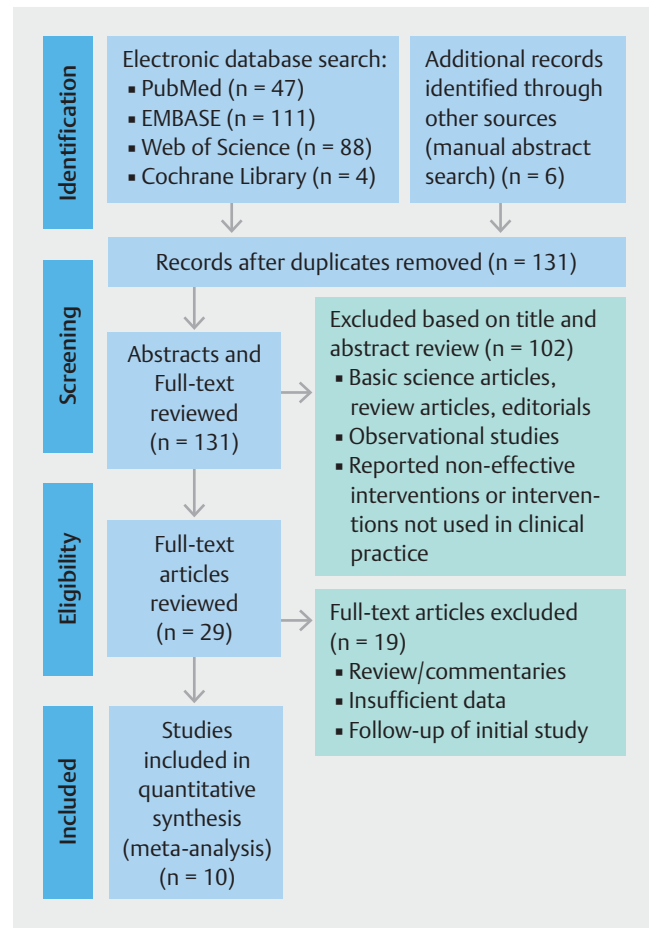 Identification
Electronic database search:
▪ PubMed (n = 47)
▪ EMBASE (n = 111)
▪ Web of Science (n = 88)
▪ Cochrane Library (n = 4)
Additional records
identified through
other sources
(manual abstract
search) (n = 6)
Screening
Records after duplicates removed (n = 131)
Abstracts and
Full-text
reviewed
(n = 131)
Excluded based on title and
abstract review (n = 102)
▪ Basic science articles,
review articles, editorials
▪ Observational studies
▪ Reported non-effective
interventions or interven-
tions not used in clinical
practice
Eligibility
Full-text
articles
reviewed
(n = 29)
Full-text articles excluded
(n = 19)
▪ Review/commentaries
▪ Insufficient data
▪ Follow-up of initial study
Included
Studies
included in
quantitative
synthesis
(meta-analysis)
(n = 10)